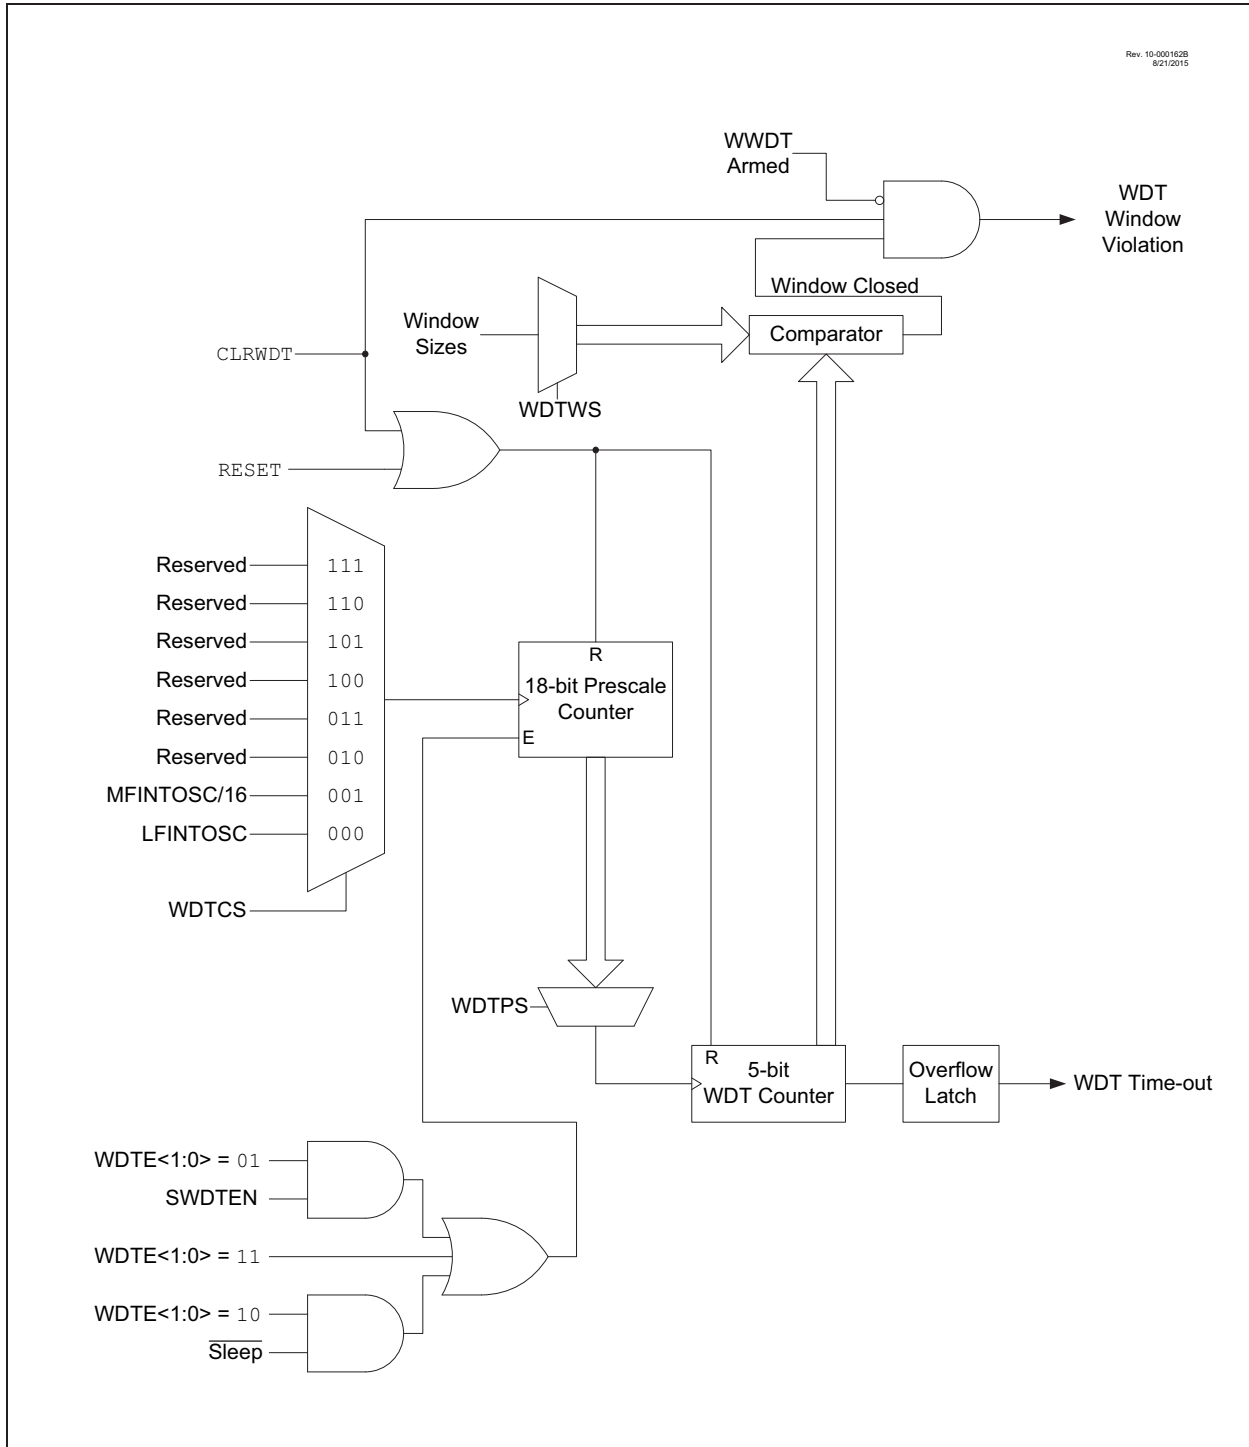 Rev. 10-000162B
8/21/2015
WWDT
Armed
WDT
Window
Violation
Window Closed
Window
Sizes
Comparator
CLRWDT
WDTWS
RESET
Reserved 111
Reserved 110
Reserved 101
Reserved 100
Reserved 011
Reserved 010
MFINTOSC/16 001
LFINTOSC 000
WDTCS
R
18-bit Prescale
Counter
E
WDTPS
R
5-bit
WDT Counter
Overflow
Latch
WDT Time-out
WDTE<1:0> = 01
SWDTEN
WDTE<1:0> = 11
WDTE<1:0> = 10
Sleep